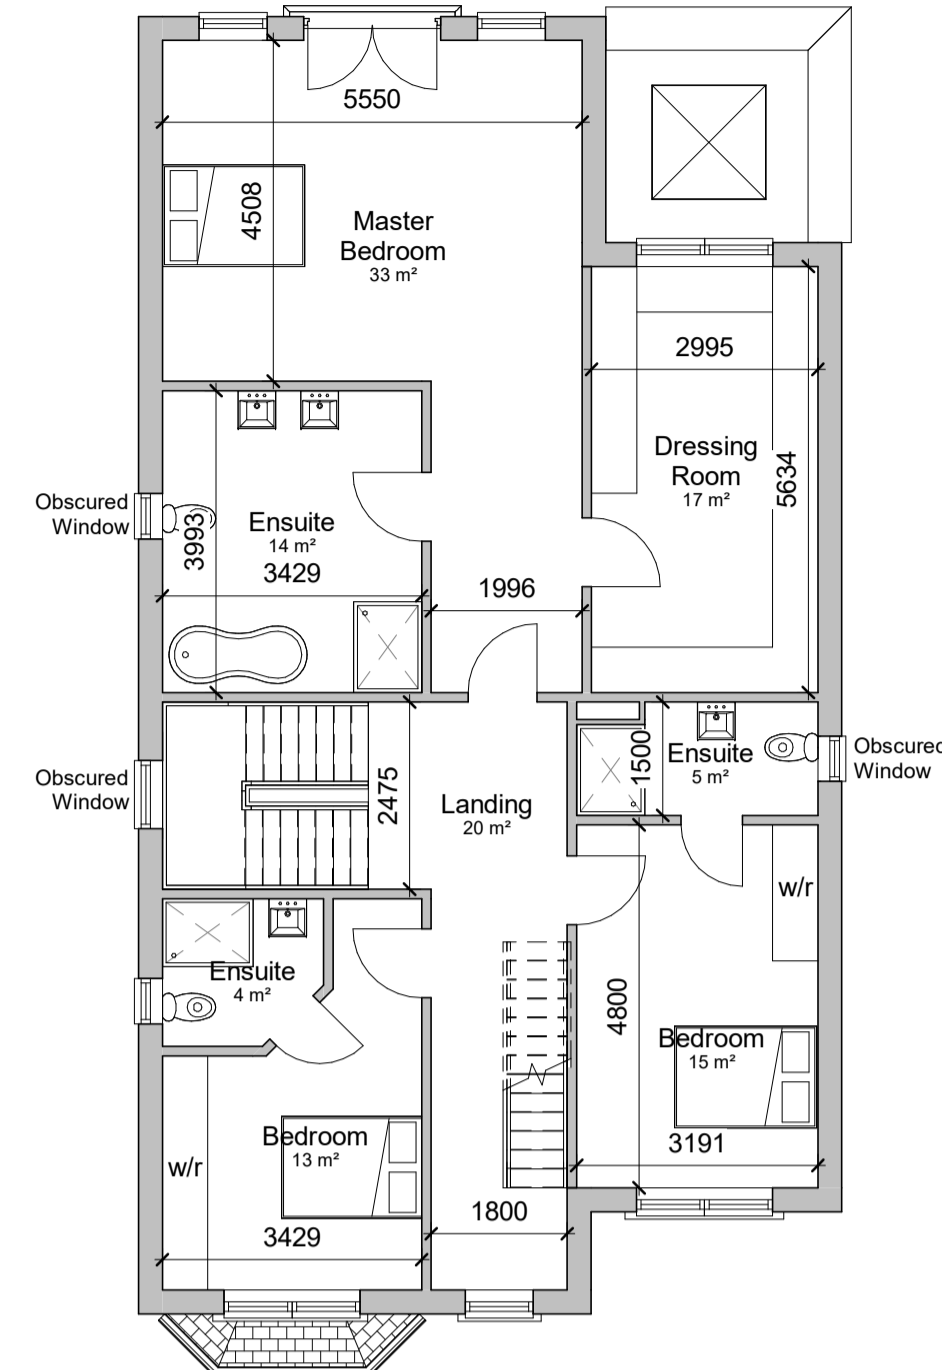 5550
4508
Master
Bedroom
33 m²
2995
Dressing
Room
17 m²
5634
Obscured
Window
3993
Ensuite
14 m²
3429
1996
Obscured
Window
2475
Landing
20 m²
1500
Ensuite
5 m²
Obscured
Window
w/r
Ensuite
4 m²
4800
Bedroom
15 m²
3191
Bedroom
13 m²
w/r
3429
1800